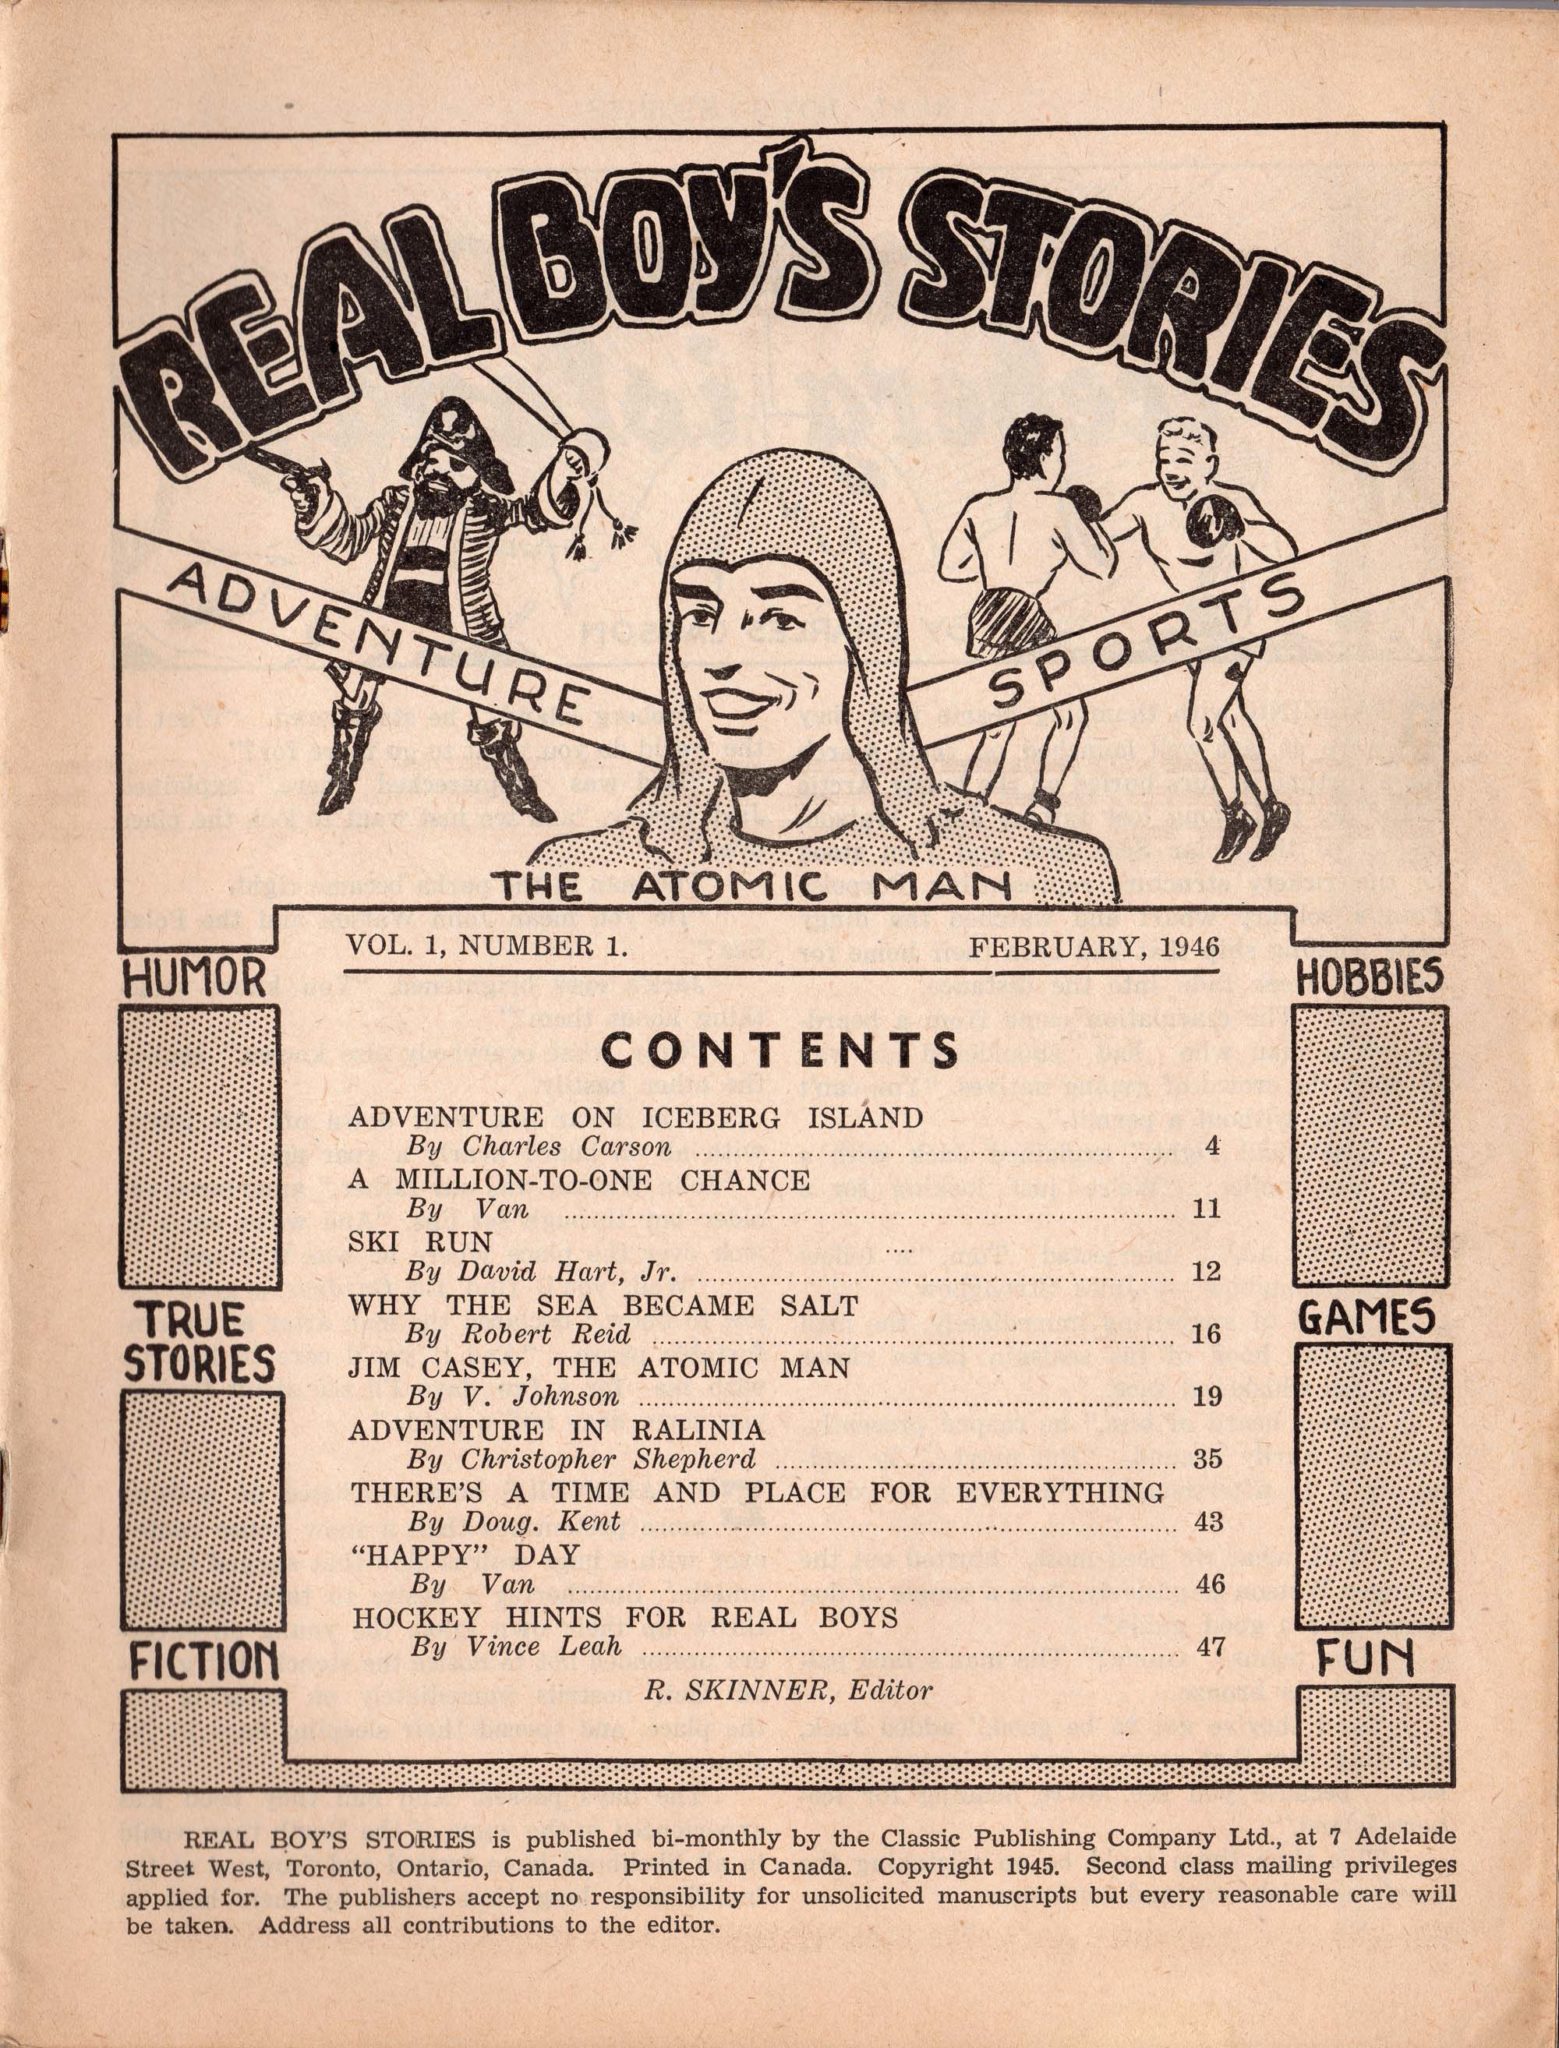 REAL BOY'S STORIES
ADVENTURE
SPORTS
THE ATOMIC MAN
VOL. 1, NUMBER 1. FEBRUARY, 1946
HUMOR
HOBBIES
CONTENTS
ADVENTURE ON ICEBERG ISLAND
By Charles Carson 4
A MILLION-TO-ONE CHANCE
By Van 11
SKI RUN
By David Hart, Jr. 12
WHY THE SEA BECAME SALT
By Robert Reid 16
JIM CASEY, THE ATOMIC MAN
By V. Johnson 19
ADVENTURE IN RALINIA
By Christopher Shepherd 35
THERE'S A TIME AND PLACE FOR EVERYTHING
By Doug. Kent 43
"HAPPY" DAY
By Van 46
HOCKEY HINTS FOR REAL BOYS
By Vince Leah 47
R. SKINNER, Editor
TRUE
STORIES
GAMES
FICTION
FUN
REAL BOY'S STORIES is published bi-monthly by the Classic Publishing Company Ltd., at 7 Adelaide
Street West, Toronto, Ontario, Canada. Printed in Canada. Copyright 1945. Second class mailing privileges
applied for. The publishers accept no responsibility for unsolicited manuscripts but every reasonable care will
be taken. Address all contributions to the editor.